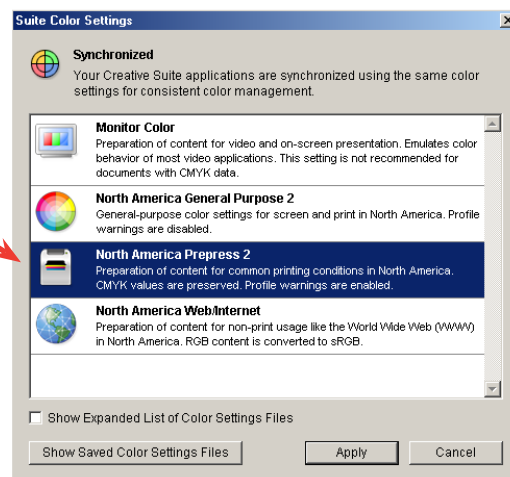 Suite Color Settings
Synchronized
Your Creative Suite applications are synchronized using the same color
settings for consistent color management.
Monitor Color
Preparation of content for video and on-screen presentation. Emulates color
behavior of most video applications. This setting is not recommended for
documents with CMYK data.
North America General Purpose 2
General-purpose color settings for screen and print in North America. Profile
warnings are disabled.
North America Prepress 2
Preparation of content for common printing conditions in North America.
CMYK values are preserved. Profile warnings are enabled.
North America Web/Internet
Preparation of content for non-print usage like the World Wide Web (WWW)
in North America. RGB content is converted to sRGB.
Show Expanded List of Color Settings Files
Show Saved Color Settings Files
Apply
Cancel